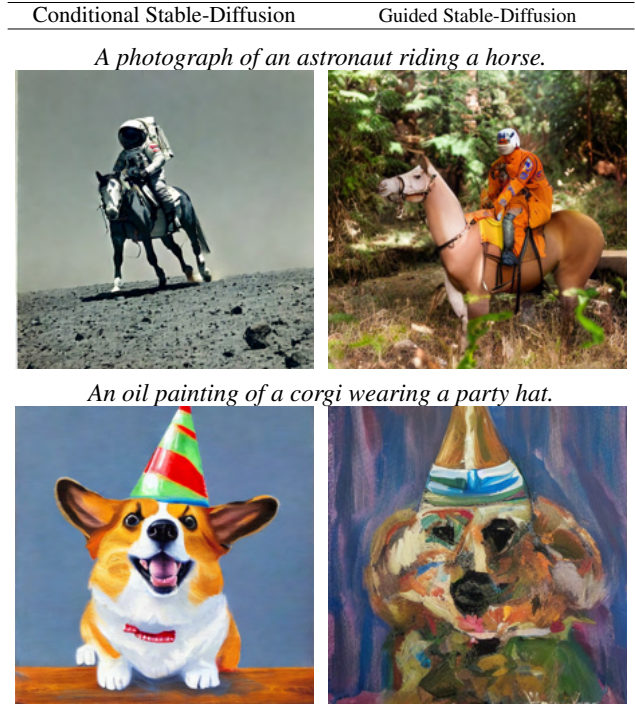 Conditional Stable-Diffusion Guided Stable-Diffusion
A photograph of an astronaut riding a horse.
An oil painting of a corgi wearing a party hat.